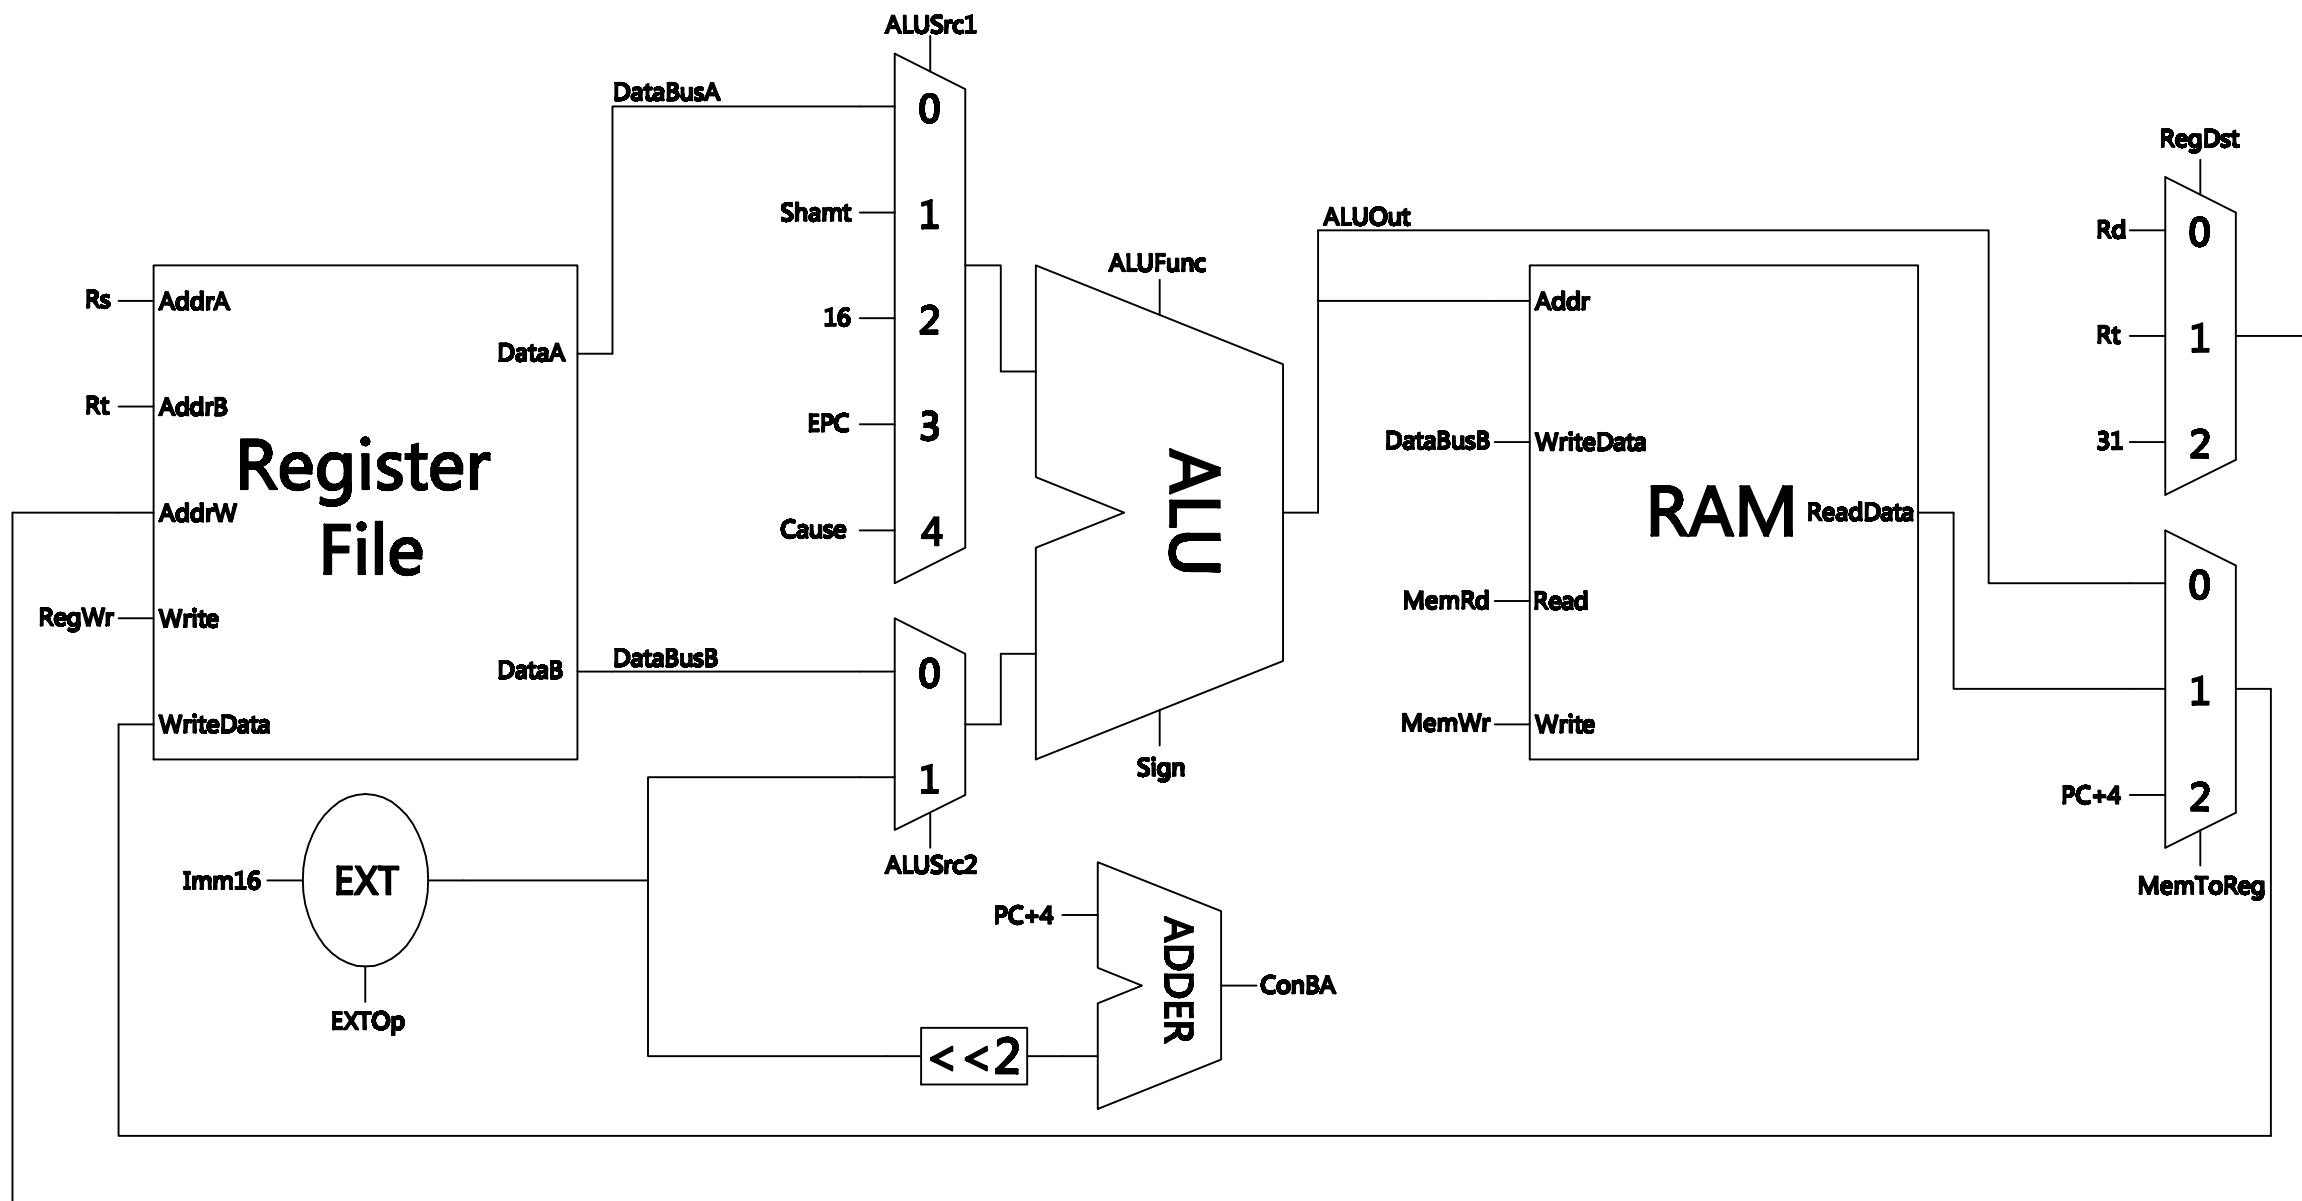 ALUSrc1
DataBusA
0
Shamt
1
16
2
EPC
3
Cause
4
Rs
AddrA
DataA
Rt
AddrB
Register
File
AddrW
RegWr
Write
DataB
DataBusB
WriteData
0
1
ALUSrc2
Imm16
EXT
EXTOp
ALUFunc
ALU
Sign
ALUOut
PC+4
ADDER
ConBA
<<2
Addr
DataBusB
WriteData
RAM
ReadData
MemRd
Read
MemWr
Write
RegDst
Rd
0
Rt
1
31
2
0
1
PC+4
2
MemToReg